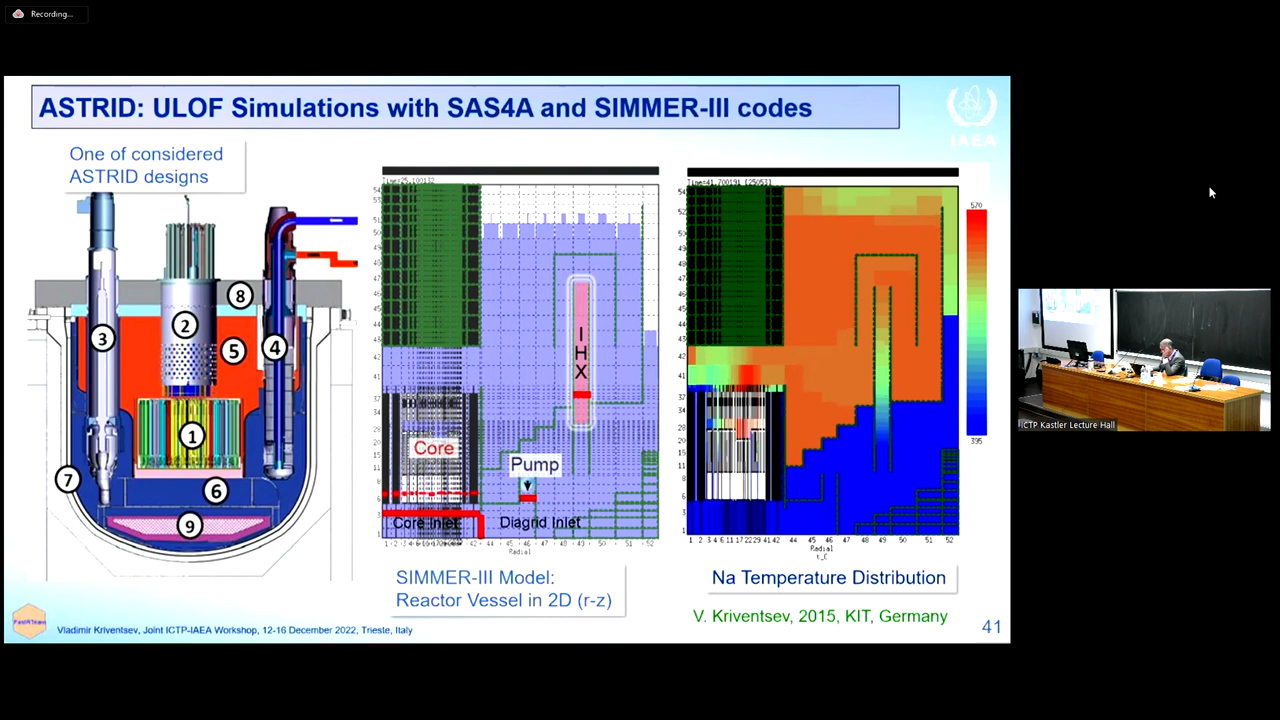 Recording...
ASTRID: ULOF Simulations with SAS4A and SIMMER-III codes
IAEA
One of considered
ASTRID designs
1
2
3
4
5
6
7
8
9
IHX
Core
Pump
Core Inlet
Diagrid Inlet
Radial
SIMMER-III Model:
Reactor Vessel in 2D (r-z)
570
395
Radial
t_C
Na Temperature Distribution
V. Kriventsev, 2015, KIT, Germany
Vladimir Kriventsev, Joint ICTP-IAEA Workshop, 12-16 December 2022, Trieste, Italy
41
ICTP Kastler Lecture Hall